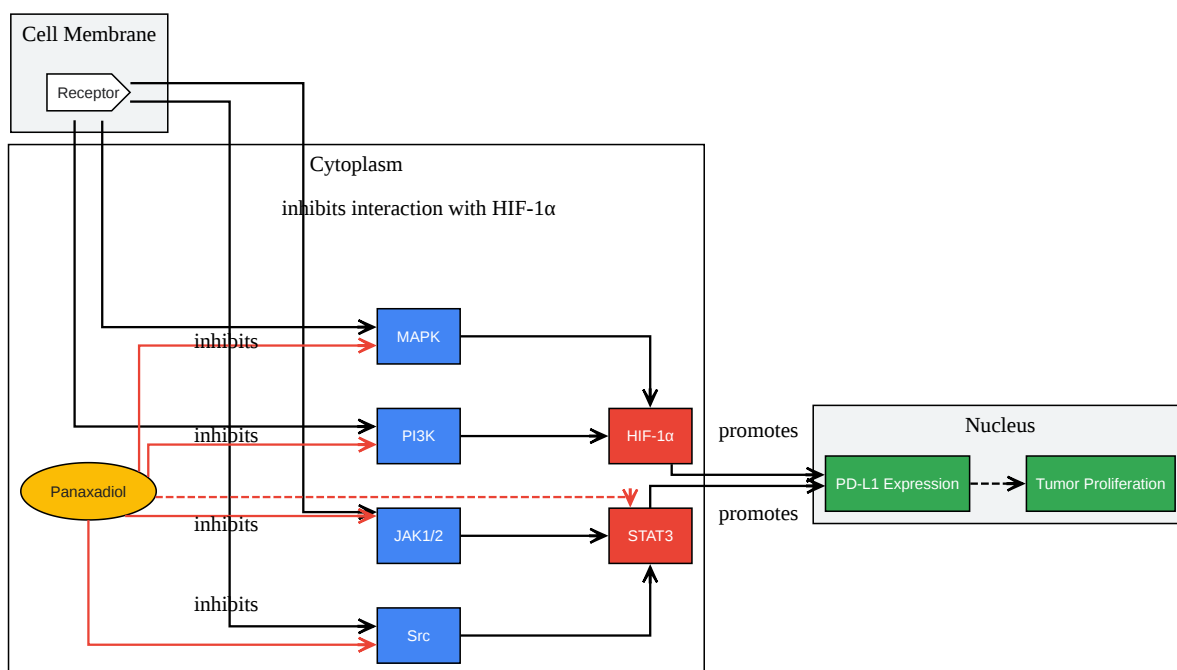 Cell Membrane
Receptor
Cytoplasm
inhibits interaction with HIF-1α
MAPK
inhibits
PI3K
inhibits
HIF-1α
promotes
Nucleus
PD-L1 Expression
Tumor Proliferation
Panaxadiol
promotes
inhibits
JAK1/2
STAT3
inhibits
Src